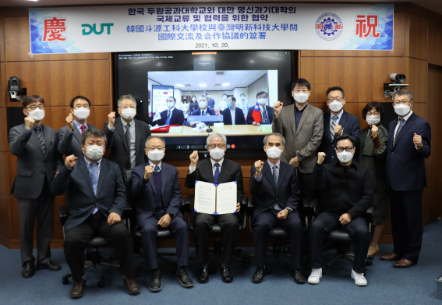 한국 두원공과대학교와 대만 명신과기대학의
국제교류 및 협력을 위한 협약
慶
DUT
韓國斗源工科大學校與臺灣明新科技大學間
國際交流及合作協議的簽署
2021. 10. 20.
祝